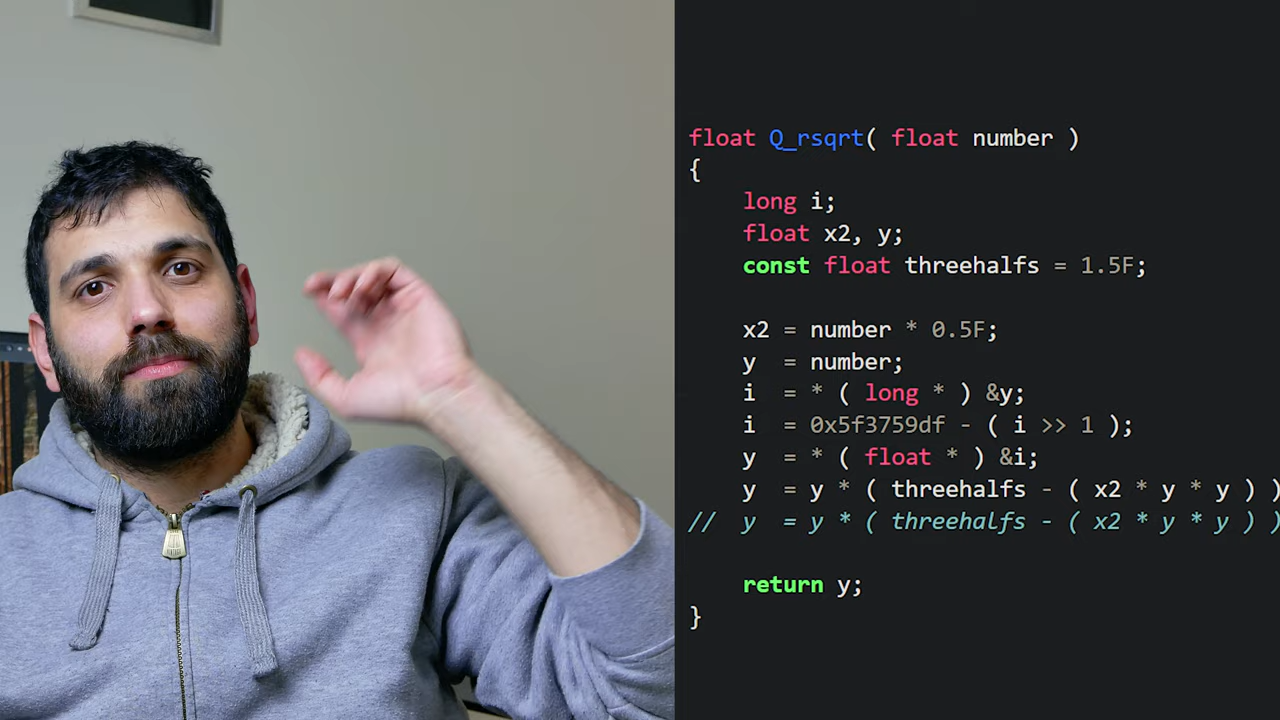 float Q_rsqrt( float number )
{
    long i;
    float x2, y;
    const float threehalfs = 1.5F;

    x2 = number * 0.5F;
    y  = number;
    i  = * ( long * ) &y;
    i  = 0x5f3759df - ( i >> 1 );
    y  = * ( float * ) &i;
    y  = y * ( threehalfs - ( x2 * y * y ) )
//  y  = y * ( threehalfs - ( x2 * y * y ) )

    return y;
}